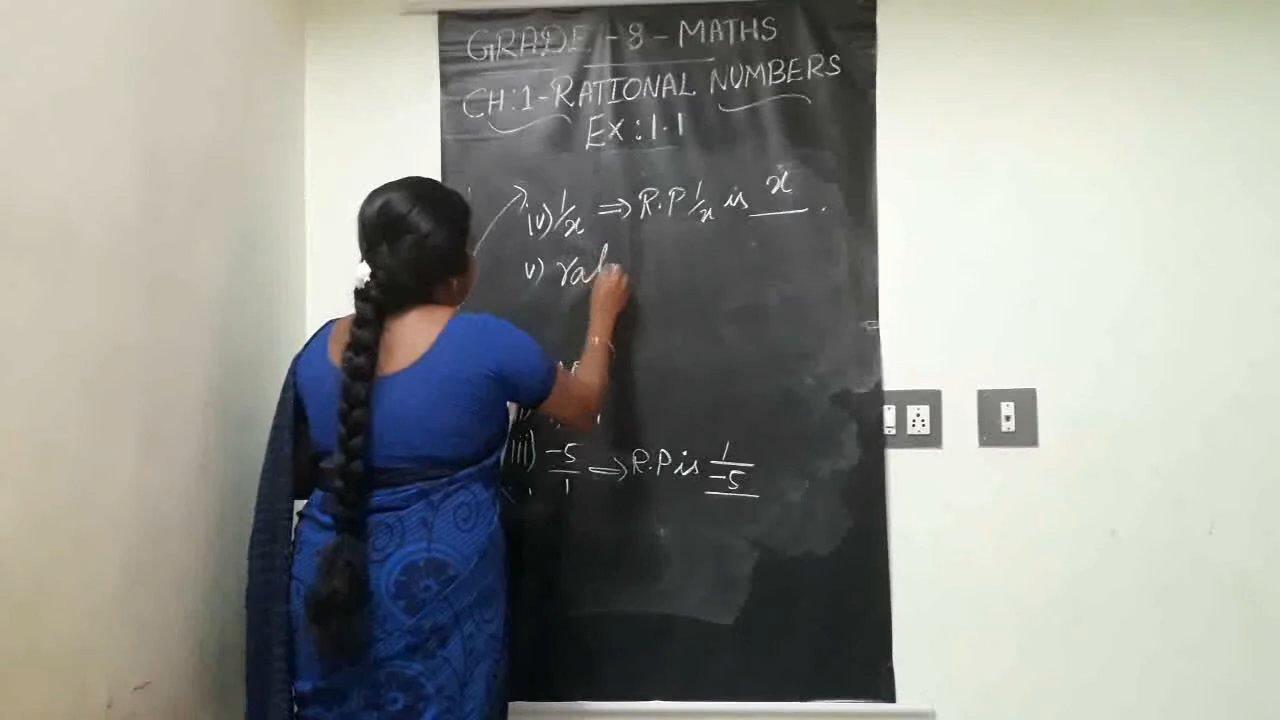 GRADE - 8 - MATHS
CH:1-RATIONAL NUMBERS
EX:1.1
iv) 1/x ⇒ R.P 1/x is x.
v) rat
iii) -5/1 ⇒ R.P is 1/-5